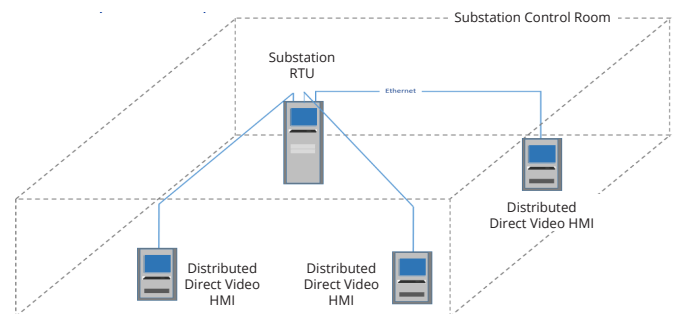 Substation Control Room
Substation
RTU
Ethernet
Distributed
Direct Video HMI
Distributed
Direct Video
HMI
Distributed
Direct Video
HMI